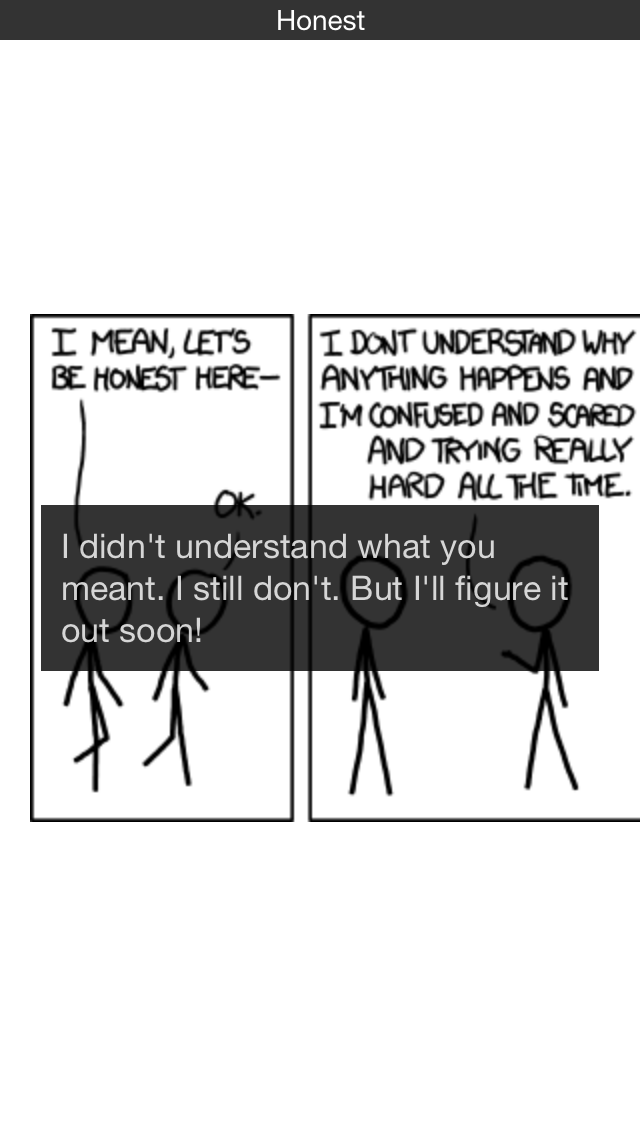 Honest
I MEAN, LET'S
BE HONEST HERE—
OK.
I DON'T UNDERSTAND WHY
ANYTHING HAPPENS AND
I'M CONFUSED AND SCARED
AND TRYING REALLY
HARD ALL THE TIME.
I didn't understand what you
meant. I still don't. But I'll figure it
out soon!